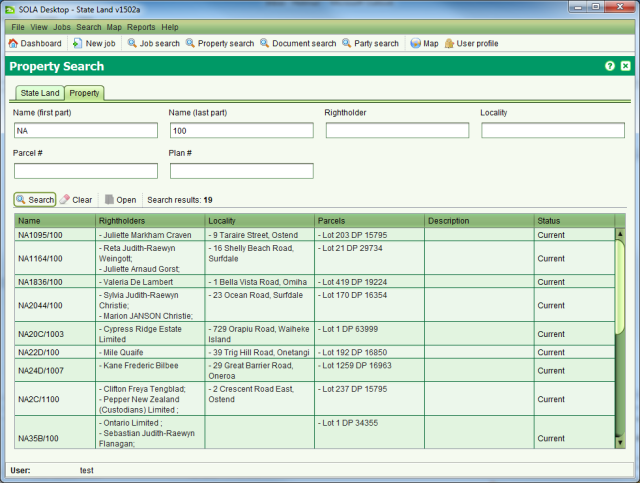 SOLA Desktop - State Land v1502a
File View Jobs Search Map Reports Help
Dashboard New job Job search Property search Document search Party search Map User profile
Property Search
State Land Property
Name (first part) Name (last part) Rightholder Locality
NA 100
Parcel # Plan #
Search Clear Open Search results: 19
Name Rightholders Locality Parcels Description Status
NA1095/100 - Juliette Markham Craven - 9 Taraire Street, Ostend - Lot 203 DP 15795 Current
NA1164/100 - Reta Judith-Raewyn - 16 Shelly Beach Road, - Lot 21 DP 29734 Current
Weingott; Surfdale
- Juliette Arnaud Gorst;
NA1836/100 - Valeria De Lambert - 1 Bella Vista Road, Omiha - Lot 419 DP 19224 Current
NA2044/100 - Sylvia Judith-Raewyn - 23 Ocean Road, Surfdale - Lot 170 DP 16354 Current
Christie;
- Marion JANSON Christie;
NA20C/1003 - Cypress Ridge Estate - 729 Orapiu Road, Waiheke - Lot 1 DP 63999 Current
Limited Island
NA22D/100 - Mile Quaife - 39 Trig Hill Road, Onetangi - Lot 192 DP 16850 Current
NA24D/1007 - Kane Frederic Bilbee - 29 Great Barrier Road, - Lot 1259 DP 16963 Current
Oneroa
NA2C/1100 - Clifton Freya Tengblad; - 2 Crescent Road East, - Lot 237 DP 15795 Current
- Pepper New Zealand Ostend
(Custodians) Limited ;
NA35B/100 - Ontario Limited ; - Lot 1 DP 34355 Current
- Sebastian Judith-Raewyn
Flanagan;
User: test